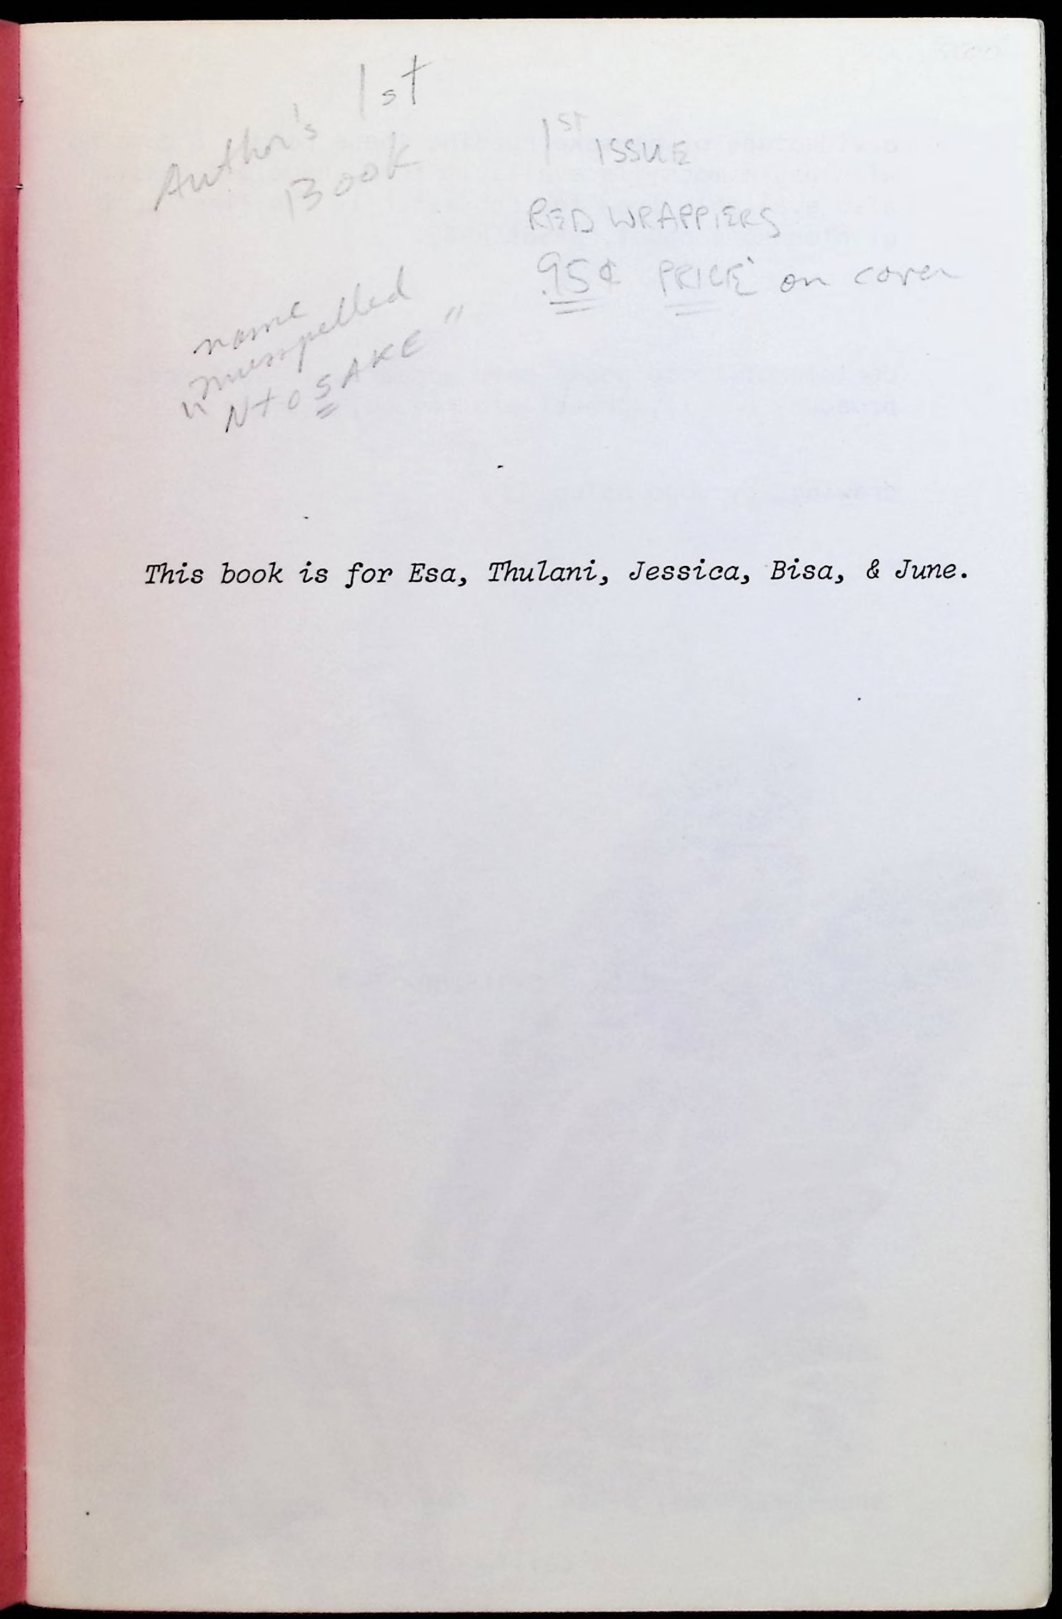 Author's 1st
Book
1ST ISSUE
RED WRAPPERS
.95¢ PRICE on cover
name
misspelled
"NtoSAKE"
This book is for Esa, Thulani, Jessica, Bisa, & June.